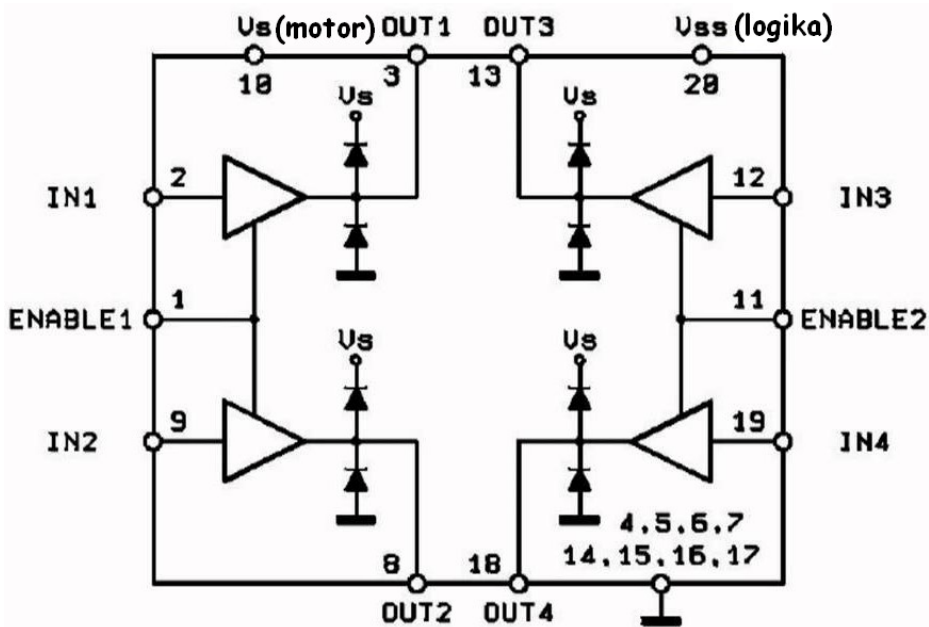 Vs (motor) OUT1 OUT3 Vss (logika)
10 3 13 20
Vs Vs
IN1 2 12 IN3
ENABLE1 1 11 ENABLE2
Vs Vs
IN2 9 19 IN4
4,5,6,7
8 18 14,15,16,17
OUT2 OUT4